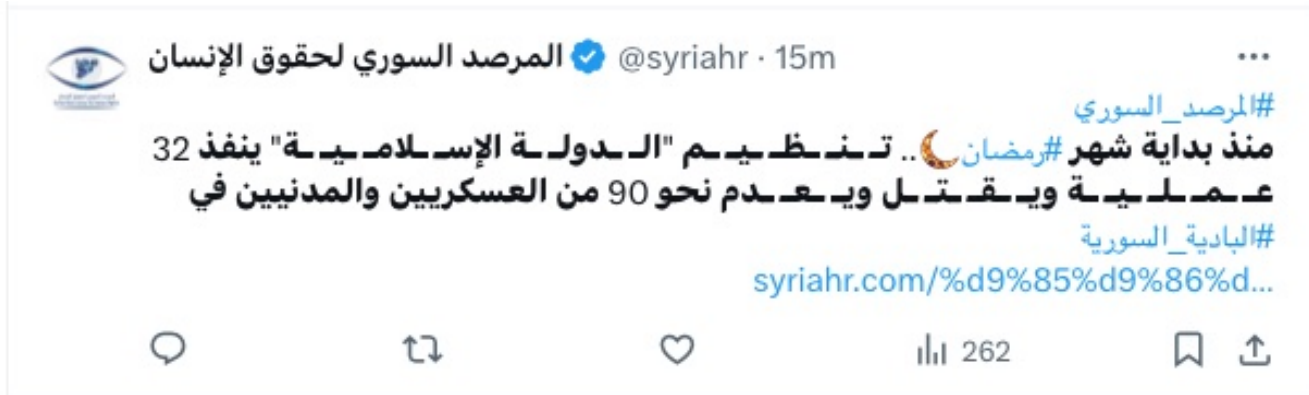 المرصد السوري لحقوق الإنسان @syriahr · 15m
#المرصد_السوري
منذ بداية شهر #رمضان🌙.. تـنـظـيـم "الـدولـة الإسـلامـيـة" ينفذ 32
عـمـلـيـة ويـقـتـل ويـعـدم نحو 90 من العسكريين والمدنيين في
#البادية_السورية
syriahr.com/%d9%85%d9%86%d...
262